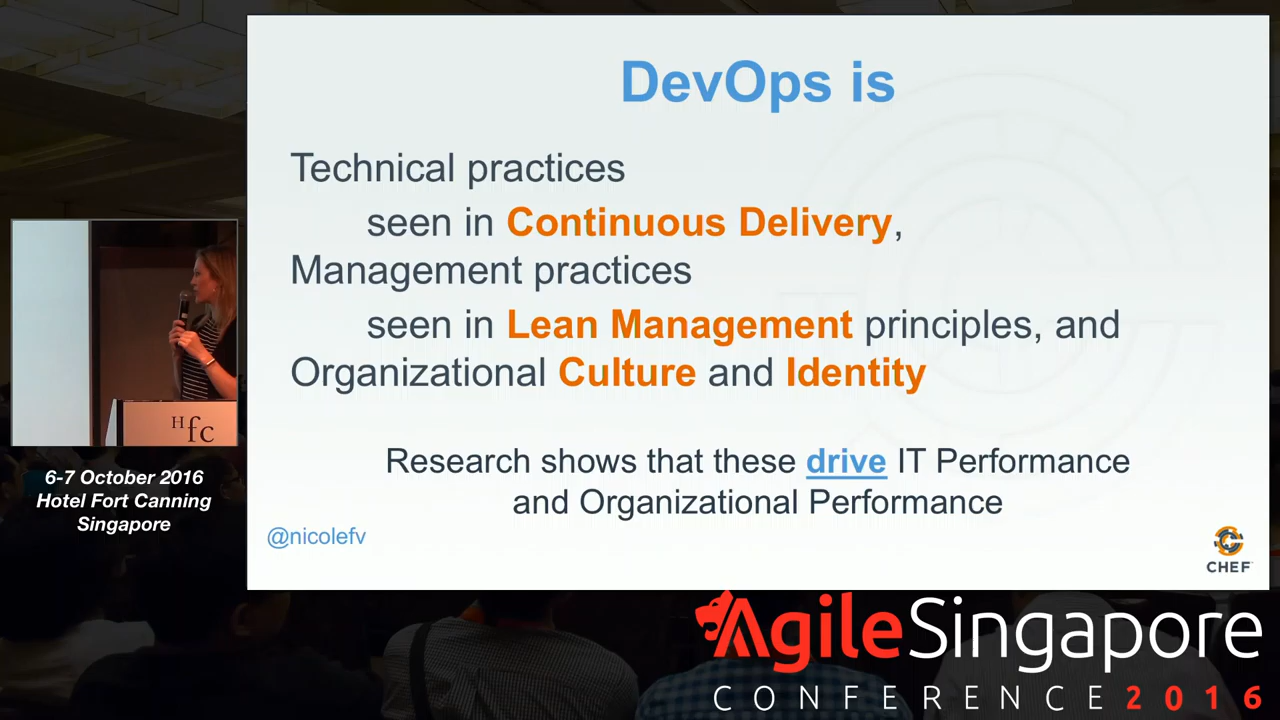 DevOps is
Technical practices
seen in Continuous Delivery,
Management practices
seen in Lean Management principles, and
Organizational Culture and Identity
Research shows that these drive IT Performance
and Organizational Performance
@nicolefv
CHEF
Hfc
6-7 October 2016
Hotel Fort Canning
Singapore
AgileSingapore
CONFERENCE 2016